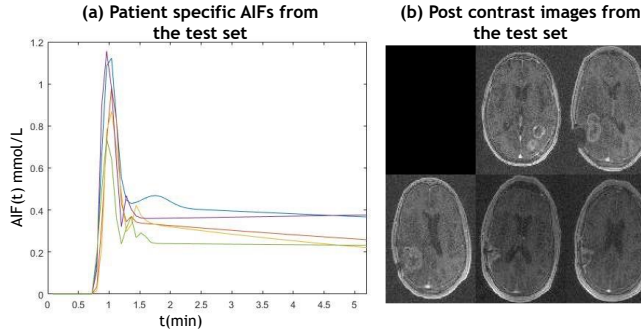 (a) Patient specific AIFs from
the test set
(b) Post contrast images from
the test set
AIF(t) mmol/L
1.2
1
0.8
0.6
0.4
0.2
0
0 0.5 1 1.5 2 2.5 3 3.5 4 4.5 5
t(min)